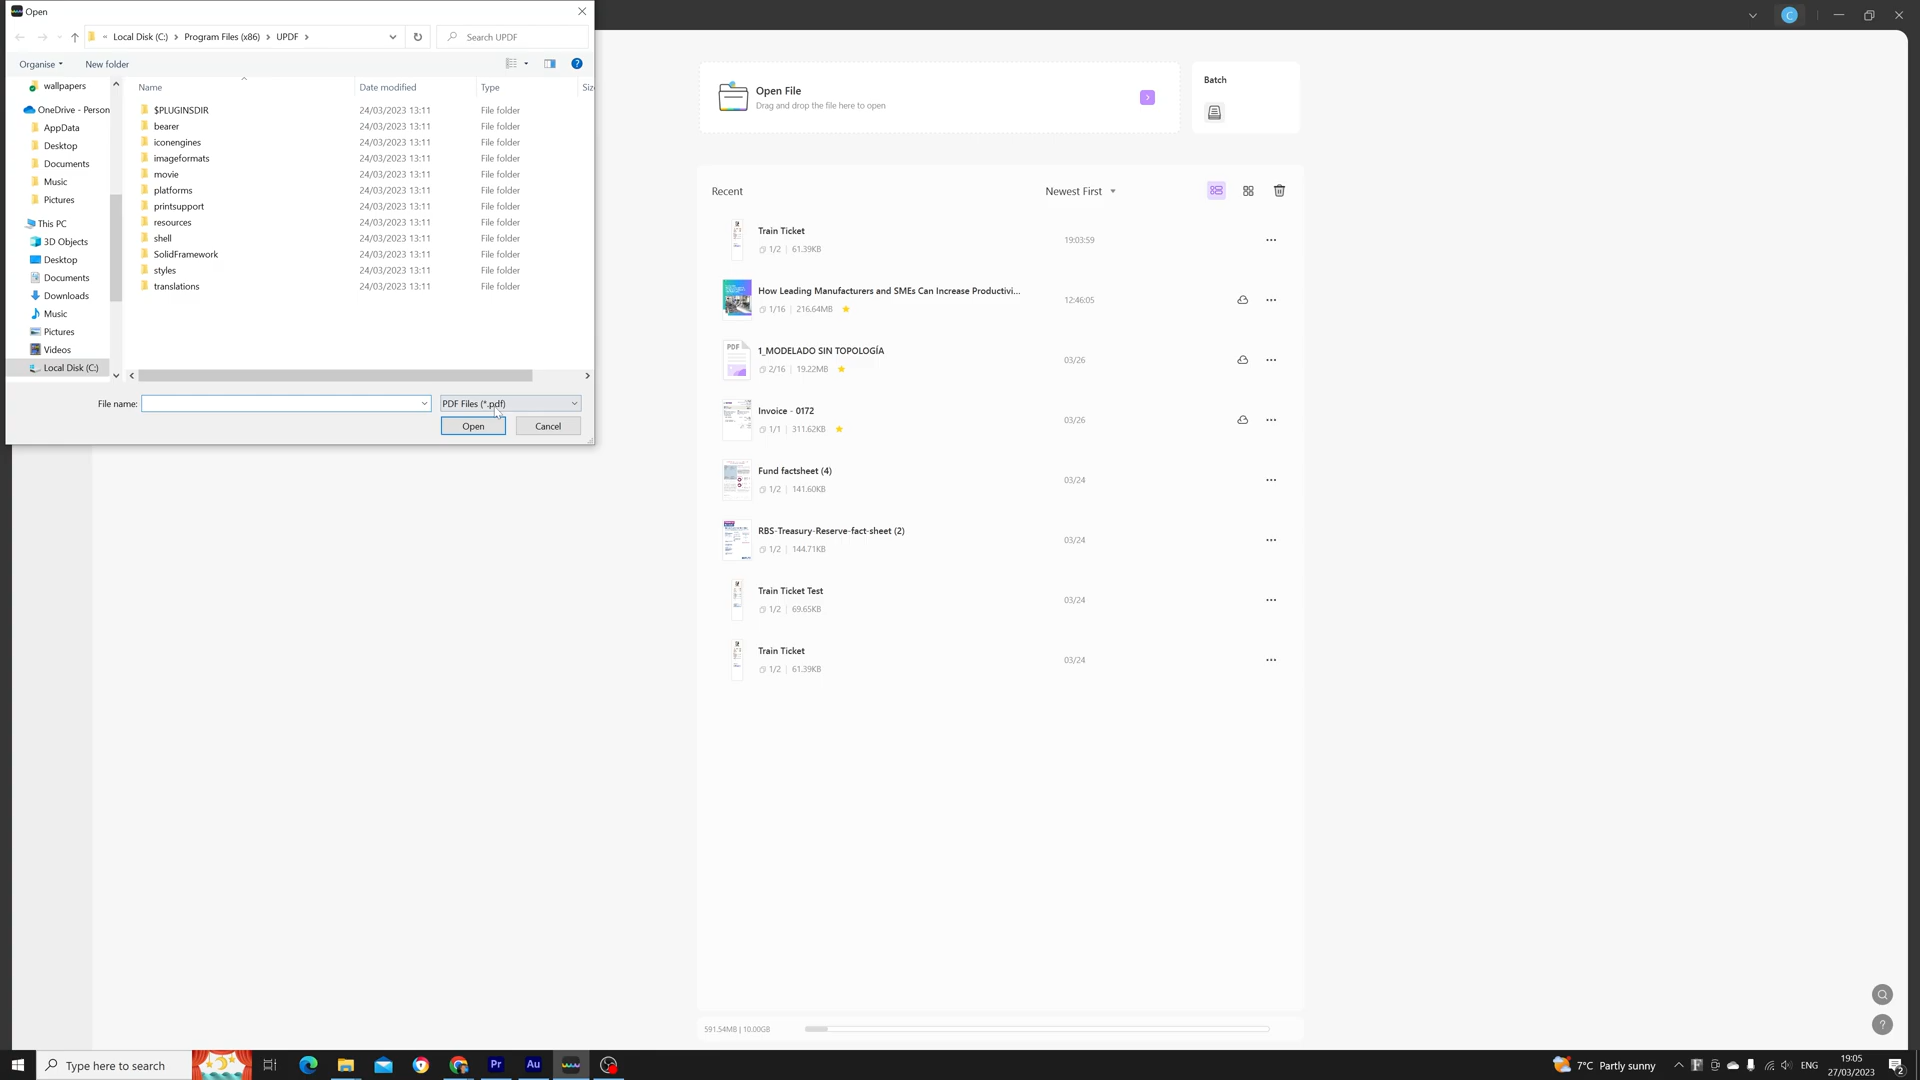 Open
« Local Disk (C:) › Program Files (x86) › UPDF ›
Search UPDF
Organise
New folder
wallpapers
OneDrive - Person
AppData
Desktop
Documents
Music
Pictures
This PC
3D Objects
Desktop
Documents
Downloads
Music
Pictures
Videos
Local Disk (C:)
Name Date modified Type Siz
$PLUGINSDIR 24/03/2023 13:11 File folder
bearer 24/03/2023 13:11 File folder
iconengines 24/03/2023 13:11 File folder
imageformats 24/03/2023 13:11 File folder
movie 24/03/2023 13:11 File folder
platforms 24/03/2023 13:11 File folder
printsupport 24/03/2023 13:11 File folder
resources 24/03/2023 13:11 File folder
shell 24/03/2023 13:11 File folder
SolidFramework 24/03/2023 13:11 File folder
styles 24/03/2023 13:11 File folder
translations 24/03/2023 13:11 File folder
File name:
PDF Files (*.pdf)
Open
Cancel
C
Open File
Drag and drop the file here to open
Batch
Recent
Newest First
Train Ticket
1/2 | 61.39KB
19:03:59
How Leading Manufacturers and SMEs Can Increase Productivi...
1/16 | 216.64MB
12:46:05
PDF
1_MODELADO SIN TOPOLOGÍA
2/16 | 19.22MB
03/26
Invoice - 0172
1/1 | 311.62KB
03/26
Fund factsheet (4)
1/2 | 141.60KB
03/24
RBS-Treasury-Reserve-fact-sheet (2)
1/2 | 144.71KB
03/24
Train Ticket Test
1/2 | 69.65KB
03/24
Train Ticket
1/2 | 61.39KB
03/24
591.54MB | 10.00GB
Type here to search
Pr
Au
7°C Partly sunny
ENG
19:05
27/03/2023
2